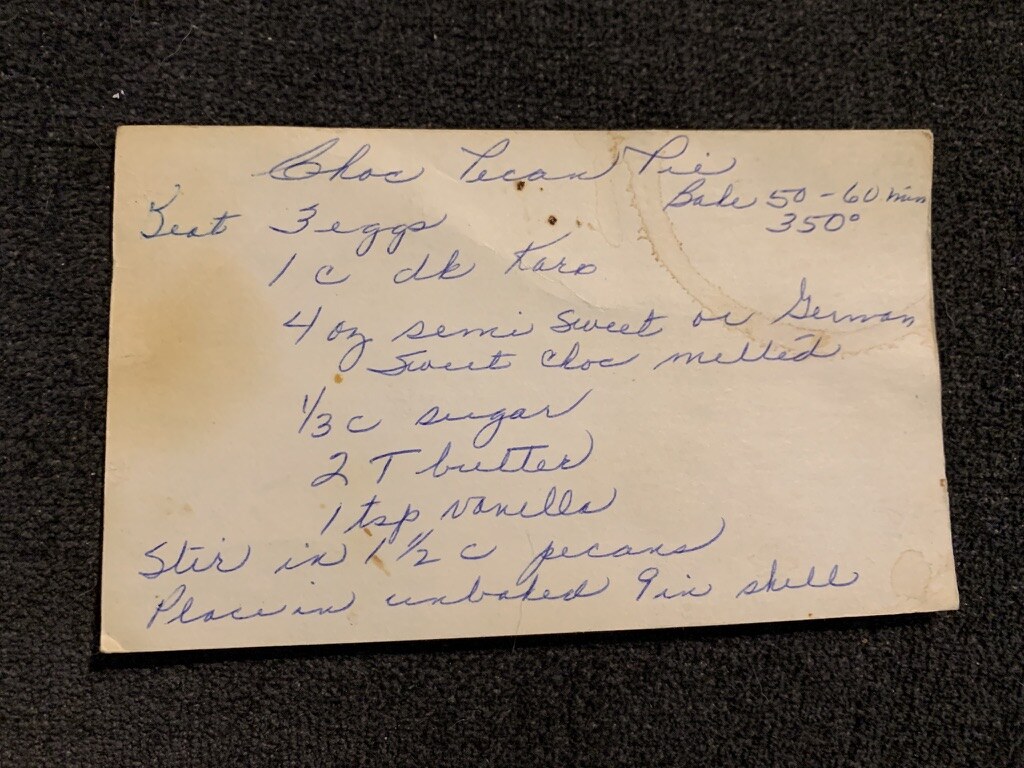 Choc Pecan Pie
Bake 50-60 min
350°
Beat 3 eggs
1 c dk Karo
4 oz semi sweet or German
Sweet choc melted
1/3 c sugar
2 T butter
1 tsp vanilla
Stir in 1 1/2 c pecans
Place in unbaked 9 in shell